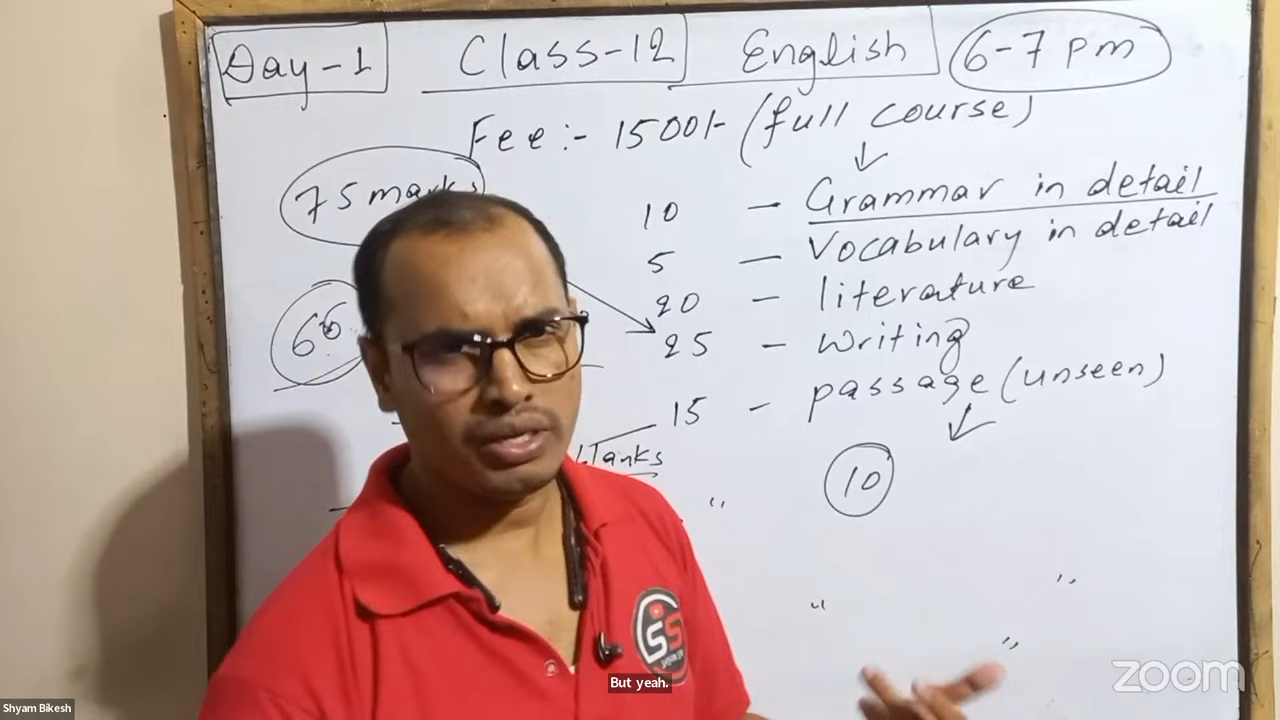 Day-1 Class-12 English 6-7 pm
Fee:- 1500/- (full course)
75 marks
10 - Grammar in detail
5 - Vocabulary in detail
20 - literature
25 - writing
15 - passage (unseen)
10
SS
But yeah.
Shyam Bikesh
zoom